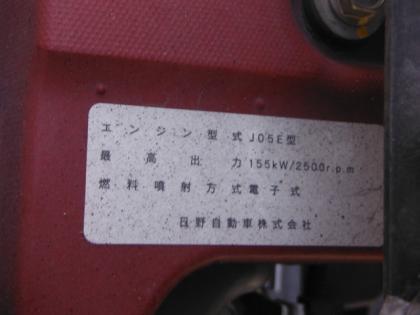 エンジン型式J05E型
最高出力155kW/2500r.p.m
燃料噴射方式電子式
日野自動車株式会社